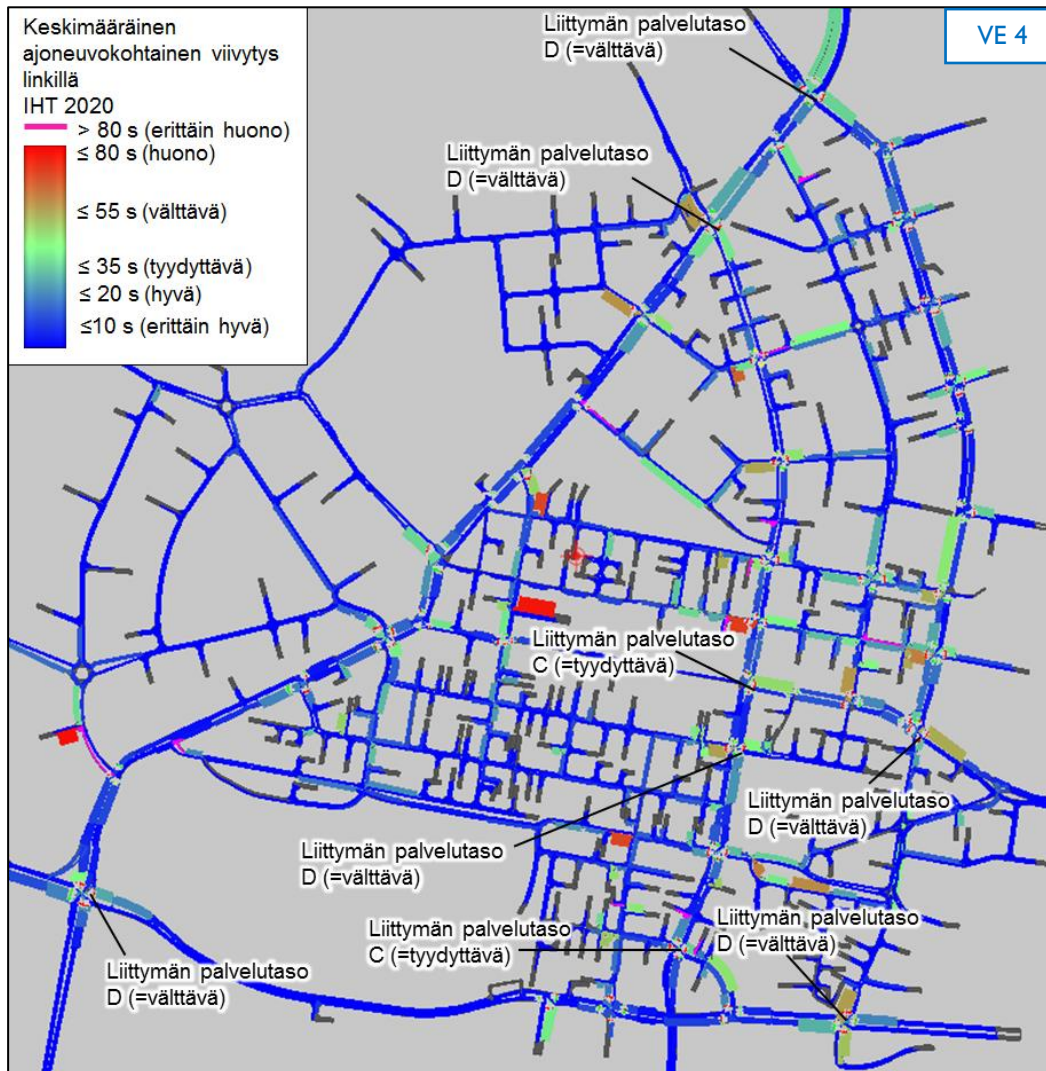 Keskimääräinen
ajoneuvokohtainen viivytys
linkillä
IHT 2020
> 80 s (erittäin huono)
≤ 80 s (huono)
≤ 55 s (välttävä)
≤ 35 s (tyydyttävä)
≤ 20 s (hyvä)
≤10 s (erittäin hyvä)
VE 4
Liittymän palvelutaso
D (=välttävä)
Liittymän palvelutaso
D (=välttävä)
Liittymän palvelutaso
C (=tyydyttävä)
Liittymän palvelutaso
D (=välttävä)
Liittymän palvelutaso
D (=välttävä)
Liittymän palvelutaso
C (=tyydyttävä)
Liittymän palvelutaso
D (=välttävä)
Liittymän palvelutaso
D (=välttävä)